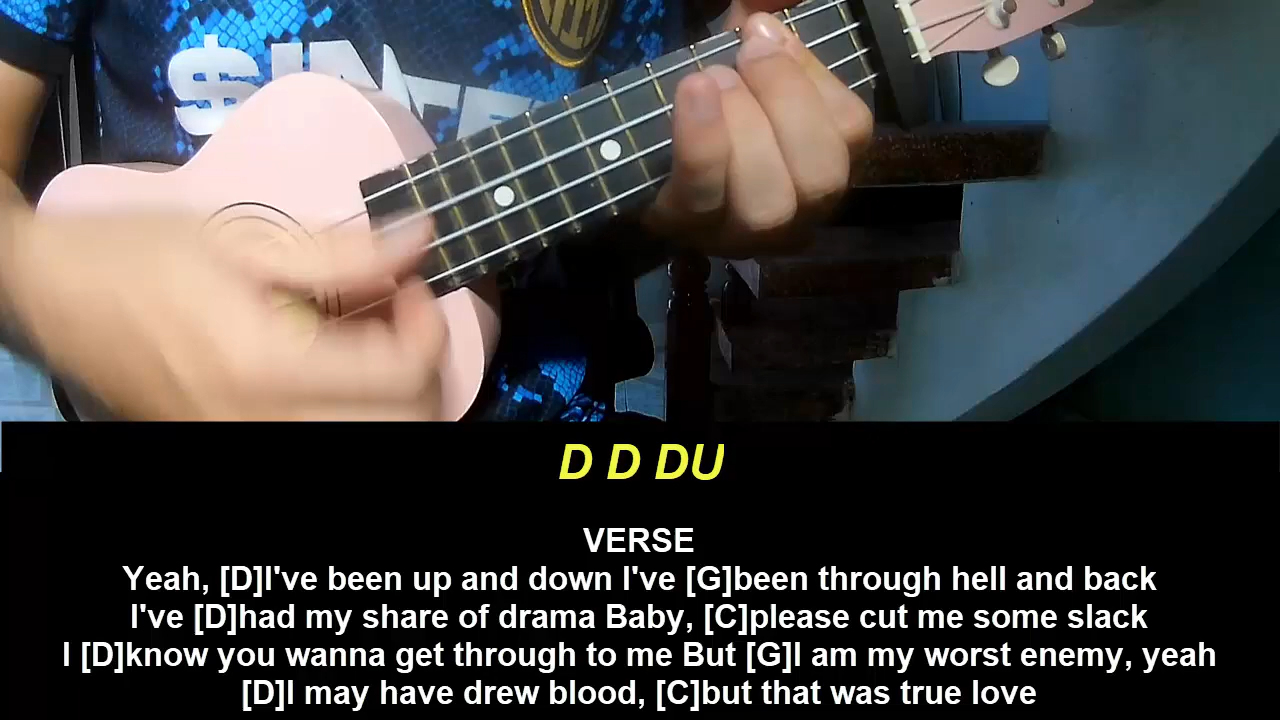 D D DU
VERSE
Yeah, [D]I've been up and down I've [G]been through hell and back
I've [D]had my share of drama Baby, [C]please cut me some slack
I [D]know you wanna get through to me But [G]I am my worst enemy, yeah
[D]I may have drew blood, [C]but that was true love